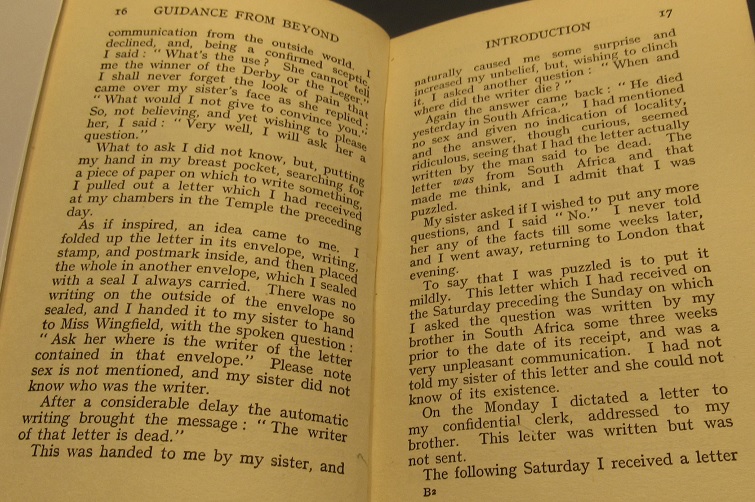 16 GUIDANCE FROM BEYOND
communication from the outside world. I
declined, and, being a confirmed sceptic,
I said: "What's the use? She cannot tell
me the winner of the Derby or the Leger."
I shall never forget the look of pain that
came over my sister's face as she replied:
"What would I not give to convince you."
So, not believing, and yet wishing to please
her, I said: "Very well, I will ask her a
question."
What to ask I did not know, but, putting
my hand in my breast pocket, searching for
a piece of paper on which to write something,
I pulled out a letter which I had received
at my chambers in the Temple the preceding
day.
As if inspired, an idea came to me. I
folded up the letter in its envelope, writing,
stamp, and postmark inside, and then placed
the whole in another envelope, which I sealed
with a seal I always carried. There was no
writing on the outside of the envelope so
sealed, and I handed it to my sister to hand
to Miss Wingfield, with the spoken question:
"Ask her where is the writer of the letter
contained in that envelope." Please note
sex is not mentioned, and my sister did not
know who was the writer.
After a considerable delay the automatic
writing brought the message: "The writer
of that letter is dead."
This was handed to me by my sister, and
INTRODUCTION 17
naturally caused me some surprise and
increased my unbelief, but, wishing to clinch
it, I asked another question: "When and
where did the writer die?"
Again the answer came back: "He died
yesterday in South Africa." I had mentioned
no sex and given no indication of locality,
and the answer, though curious, seemed
ridiculous, seeing that I had the letter actually
written by the man said to be dead. The
letter was from South Africa and that
made me think, and I admit that I was
puzzled.
My sister asked if I wished to put any more
questions, and I said "No." I never told
her any of the facts till some weeks later,
and I went away, returning to London that
evening.
To say that I was puzzled is to put it
mildly. This letter which I had received on
the Saturday preceding the Sunday on which
I asked the question was written by my
brother in South Africa some three weeks
prior to the date of its receipt, and was a
very unpleasant communication. I had not
told my sister of this letter and she could not
know of its existence.
On the Monday I dictated a letter to
my confidential clerk, addressed to my
brother. This letter was written but was
not sent.
The following Saturday I received a letter
B2